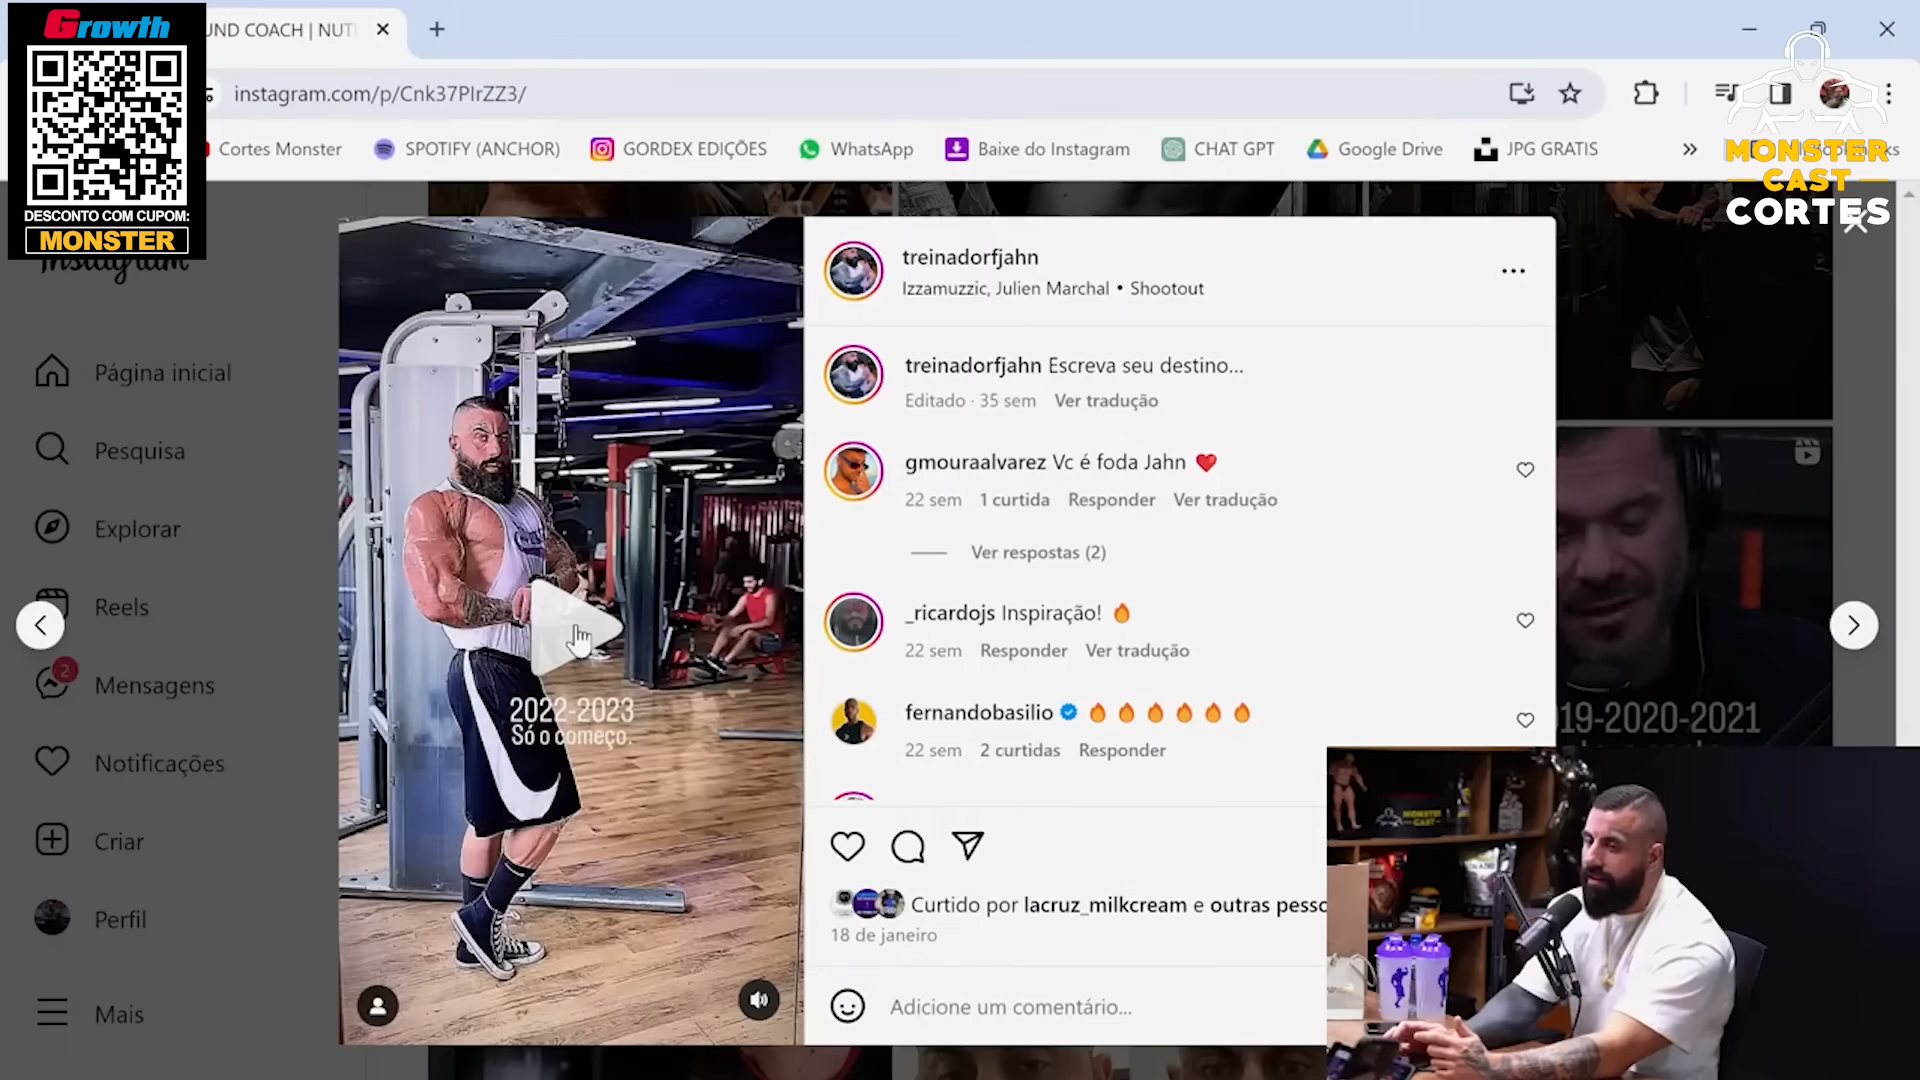 Growth
DESCONTO COM CUPOM:
MONSTER
UND COACH | NUT
instagram.com/p/Cnk37PIrZZ3/
Cortes Monster
SPOTIFY (ANCHOR)
GORDEX EDIÇÕES
WhatsApp
Baixe do Instagram
CHAT GPT
Google Drive
JPG GRATIS
»
MONSTER
CAST
CORTES
Instagram
Página inicial
Pesquisa
Explorar
Reels
2
Mensagens
Notificações
Criar
Perfil
Mais
2022-2023
Só o começo.
treinadorfjahn
Izzamuzzic, Julien Marchal • Shootout
treinadorfjahn Escreva seu destino...
Editado · 35 sem Ver tradução
gmouraalvarez Vc é foda Jahn ❤️
22 sem 1 curtida Responder Ver tradução
Ver respostas (2)
_ricardojs Inspiração! 🔥
22 sem Responder Ver tradução
fernandobasilio 🔥🔥🔥🔥🔥🔥
22 sem 2 curtidas Responder
Curtido por lacruz_milkcream e outras pesso
18 de janeiro
Adicione um comentário...
19-2020-2021
MONSTER